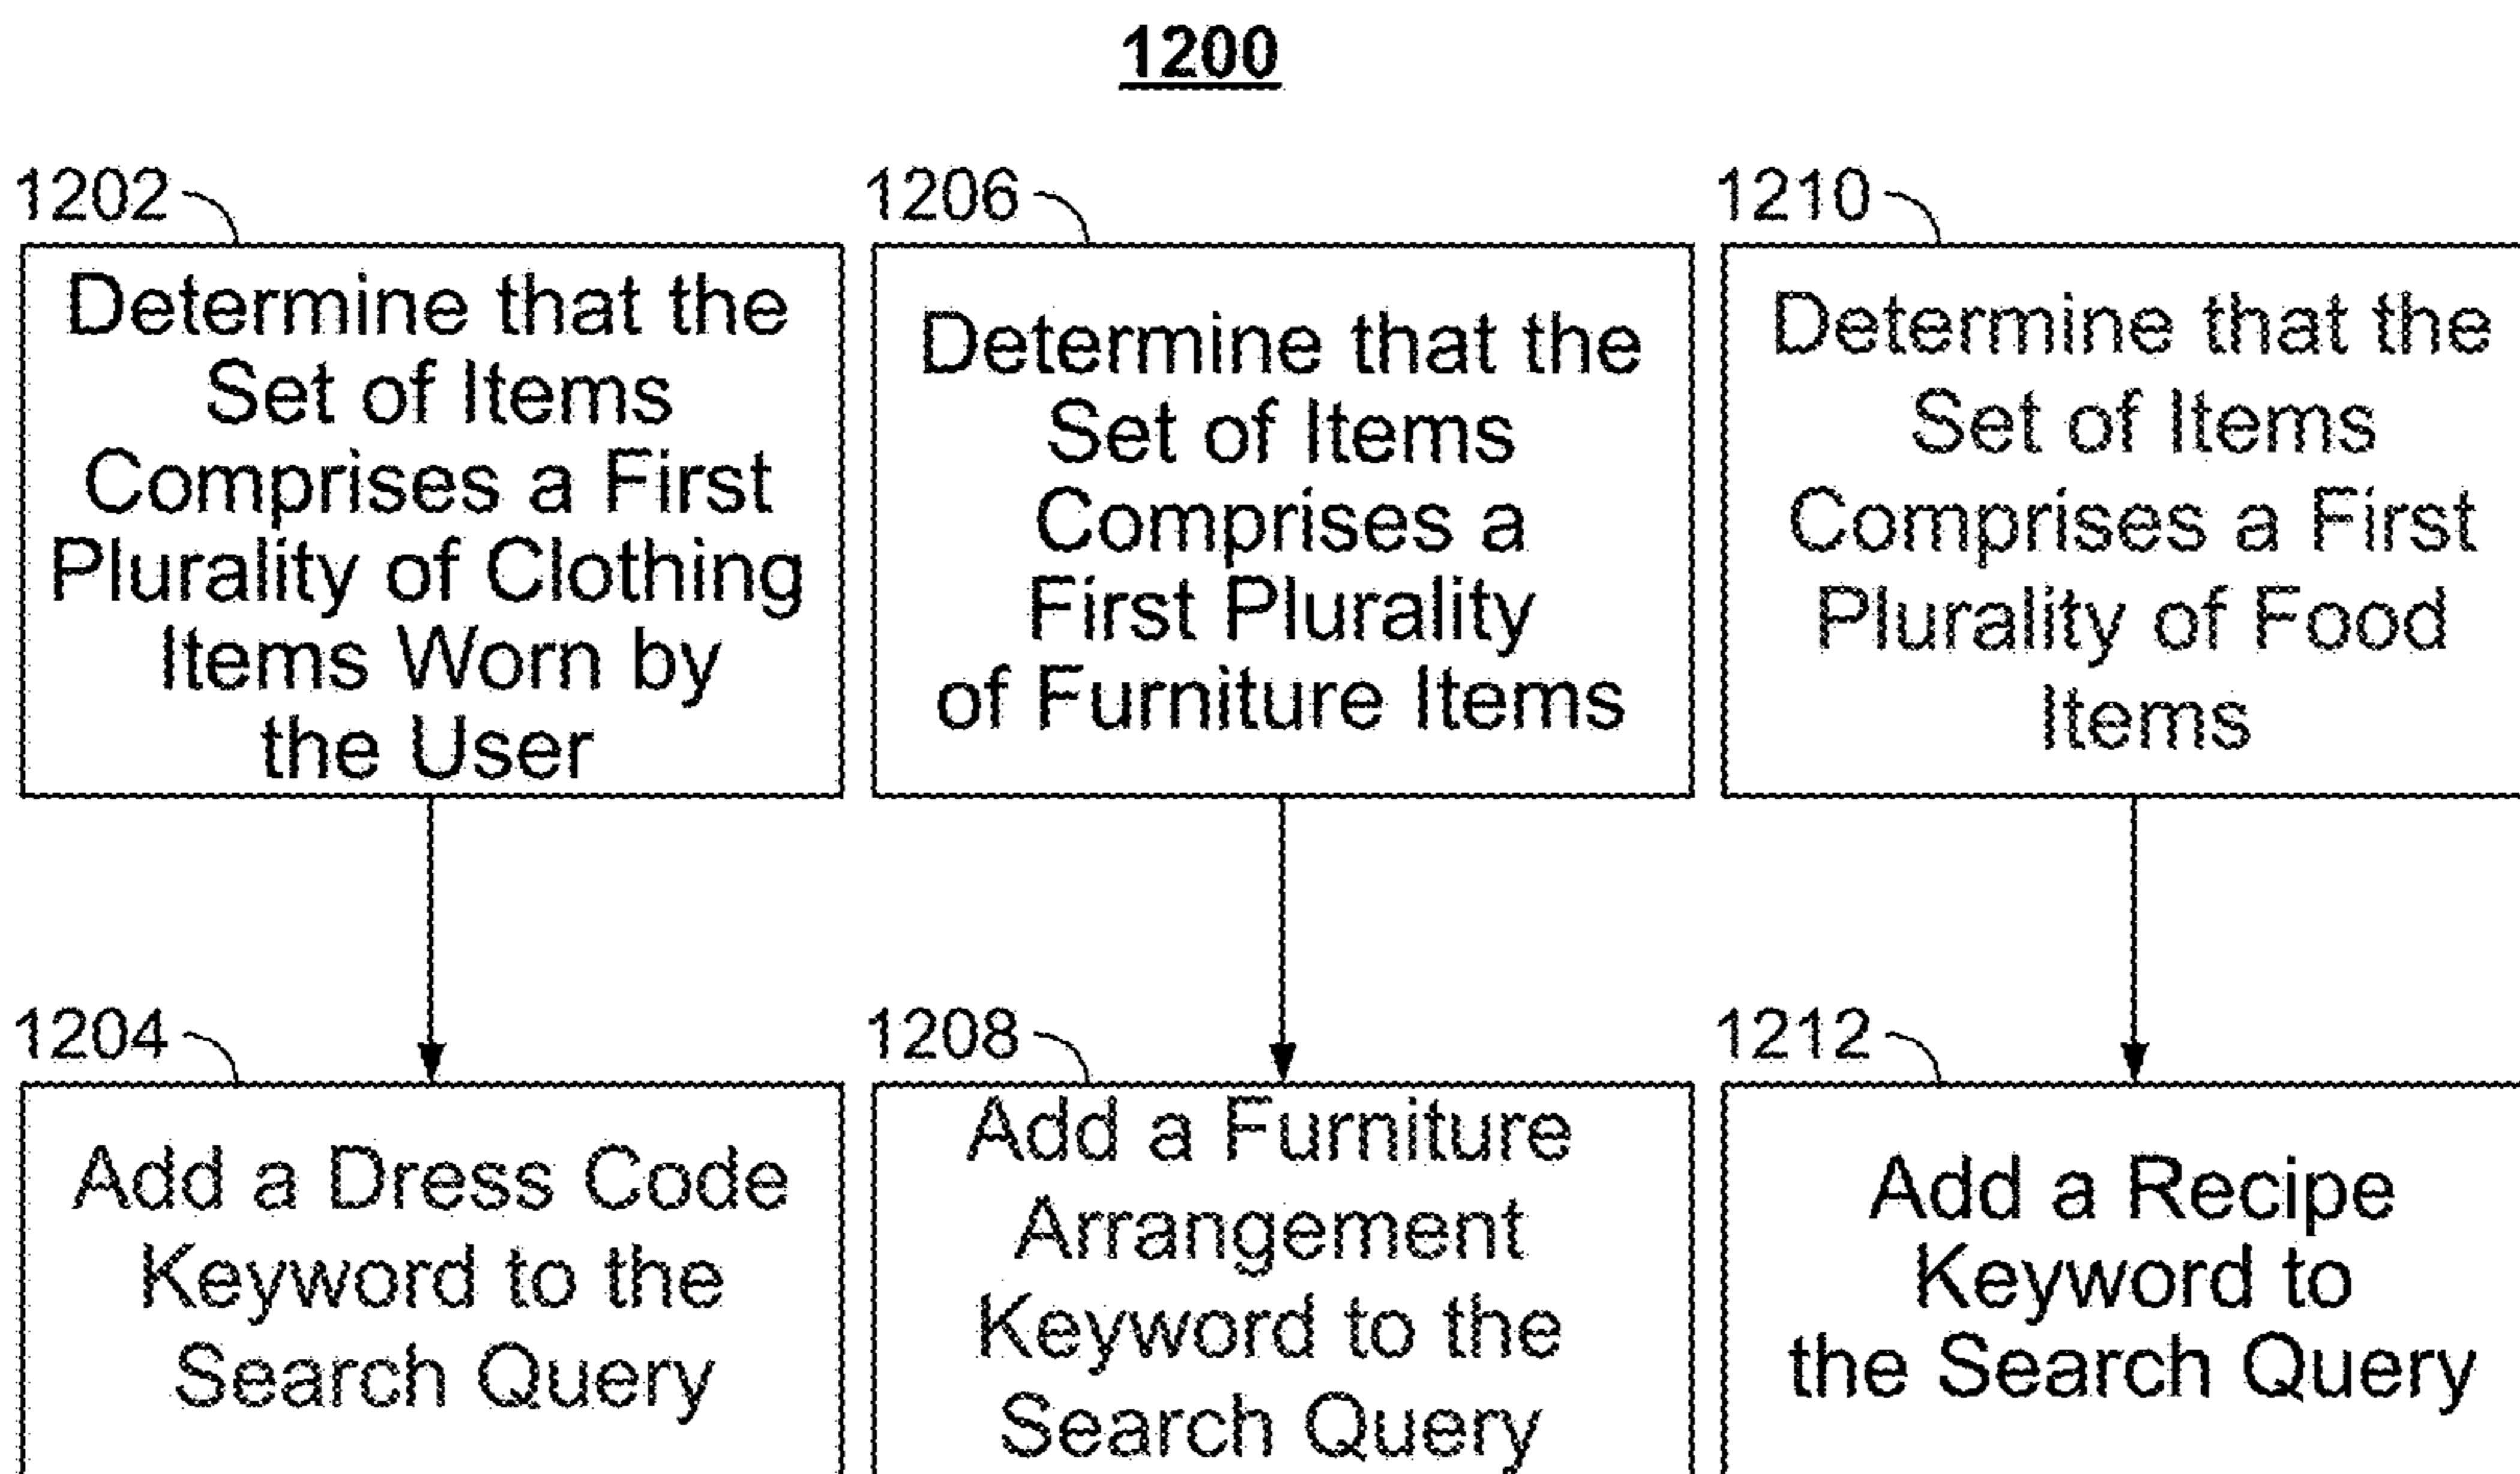 1200
1202
Determine that the
Set of Items
Comprises a First
Plurality of Clothing
Items Worn by
the User
1206
Determine that the
Set of Items
Comprises a
First Plurality
of Furniture Items
1210
Determine that the
Set of Items
Comprises a First
Plurality of Food
Items
1204
Add a Dress Code
Keyword to the
Search Query
1208
Add a Furniture
Arrangement
Keyword to the
Search Query
1212
Add a Recipe
Keyword to
the Search Query